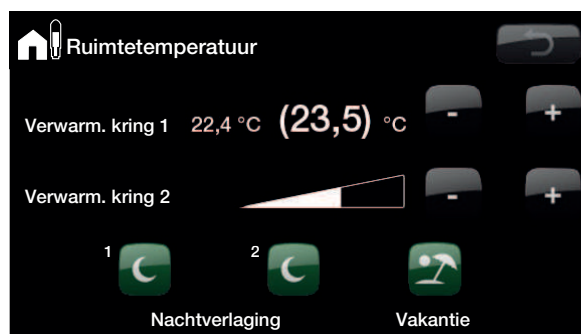 Ruimtetemperatuur
Verwarm. kring 1 22,4 °C (23,5) °C - +
Verwarm. kring 2 - +
1 2
Nachtverlaging Vakantie